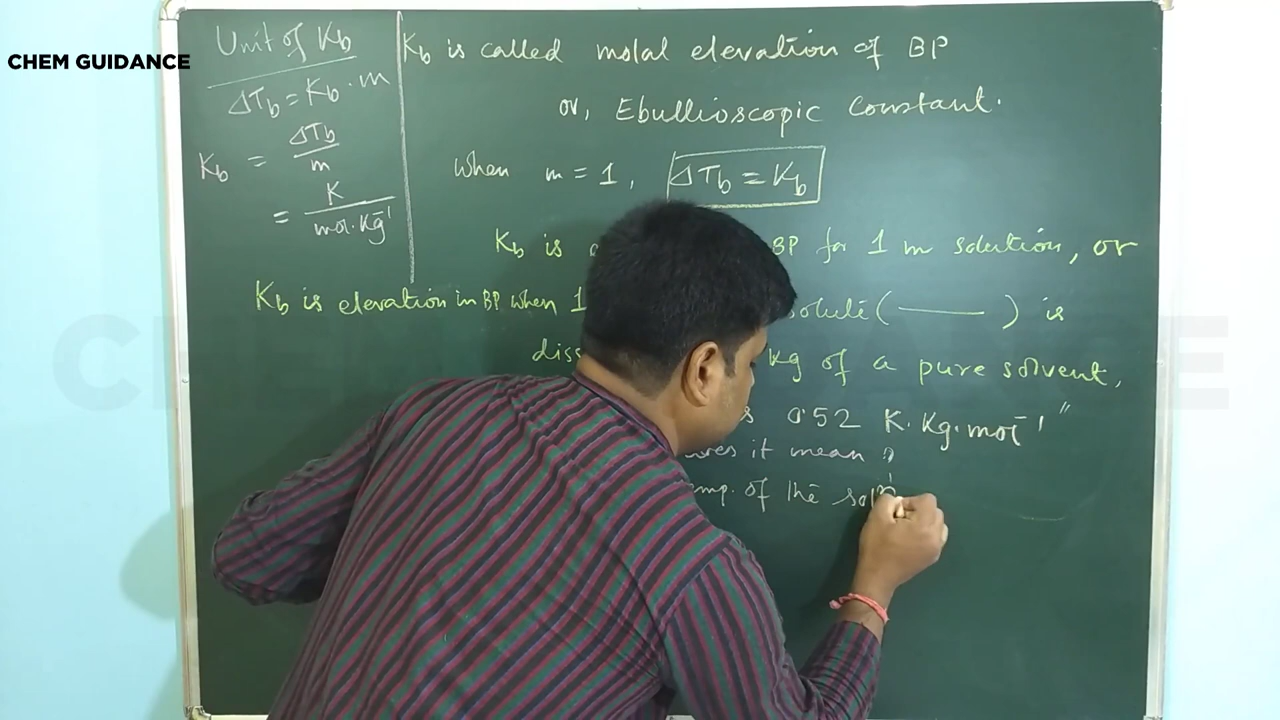 CHEM GUIDANCE
Unit of Kb
ΔTb = Kb · m
Kb = ΔTb / m
= K / mol·Kg⁻¹
Kb is called molal elevation of BP
or, Ebullioscopic Constant.
When m = 1, ΔTb = Kb
Kb is BP for 1 m solution, or
Kb is elevation in BP when 1 solute ( —— ) is
Kg of a pure solvent,
0.52 K·Kg·mol⁻¹ "
it mean ?
of the sol